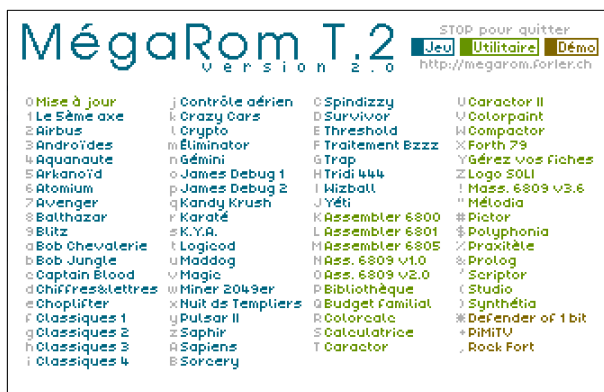 MégaRom T.2
version 2.0
STOP pour quitter
Jeu Utilitaire Démo
http://megarom.forler.ch
0 Mise à jour
1 Le 5ème axe
2 Airbus
3 Androïdes
4 Aquanaute
5 Arkanoïd
6 Atomium
7 Avenger
8 Balthazar
9 Blitz
a Bob Chevalerie
b Bob Jungle
c Captain Blood
d Chiffres&lettres
e Choplifter
f Classiques 1
g Classiques 2
h Classiques 3
i Classiques 4
j Contrôle aérien
k Crazy Cars
l Crypto
m Éliminator
n Gémini
o James Debug 1
p James Debug 2
q Kandy Krush
r Karaté
s K.Y.A.
t Logicod
u Maddog
v Magic
w Miner 2049er
x Nuit ds Templiers
y Pulsar II
z Saphir
A Sapiens
B Sorcery
C Spindizzy
D Survivor
E Threshold
F Traitement Bzzz
G Trap
H Tridi 444
I Wizball
J Yéti
K Assembler 6800
L Assembler 6801
M Assembler 6805
N Ass. 6809 v1.0
O Ass. 6809 v2.0
P Bibliothèque
Q Budget familial
R Coloreale
S Calculatrice
T Caractor
U Caractor II
V Colorpaint
W Compactor
X Forth 79
Y Gérez vos fiches
Z Logo SOLI
! Mass. 6809 v3.6
" Mélodia
# Pictor
$ Polyphonia
% Praxitèle
& Prolog
' Scriptor
( Studio
) Synthétia
* Defender of 1 bit
+ PiMiTV
, Rock Fort